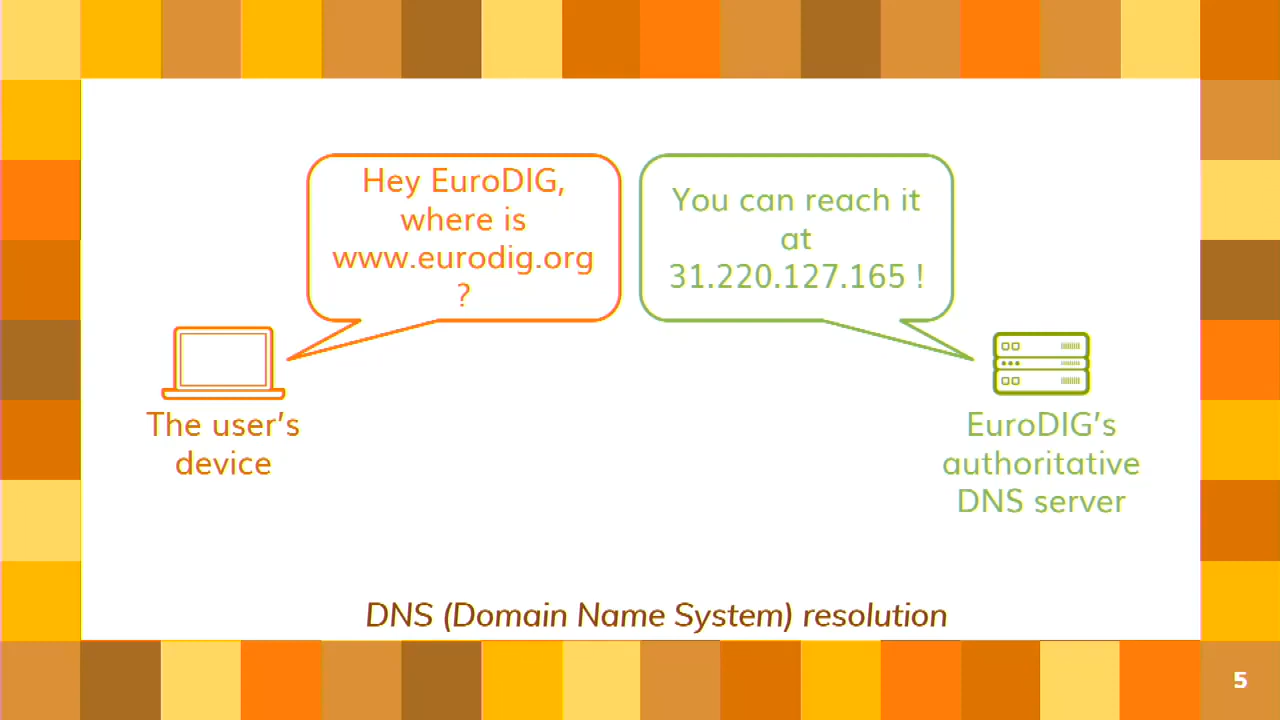 Hey EuroDIG,
where is
www.eurodig.org
?
You can reach it
at
31.220.127.165 !
The user’s
device
EuroDIG’s
authoritative
DNS server
DNS (Domain Name System) resolution
5